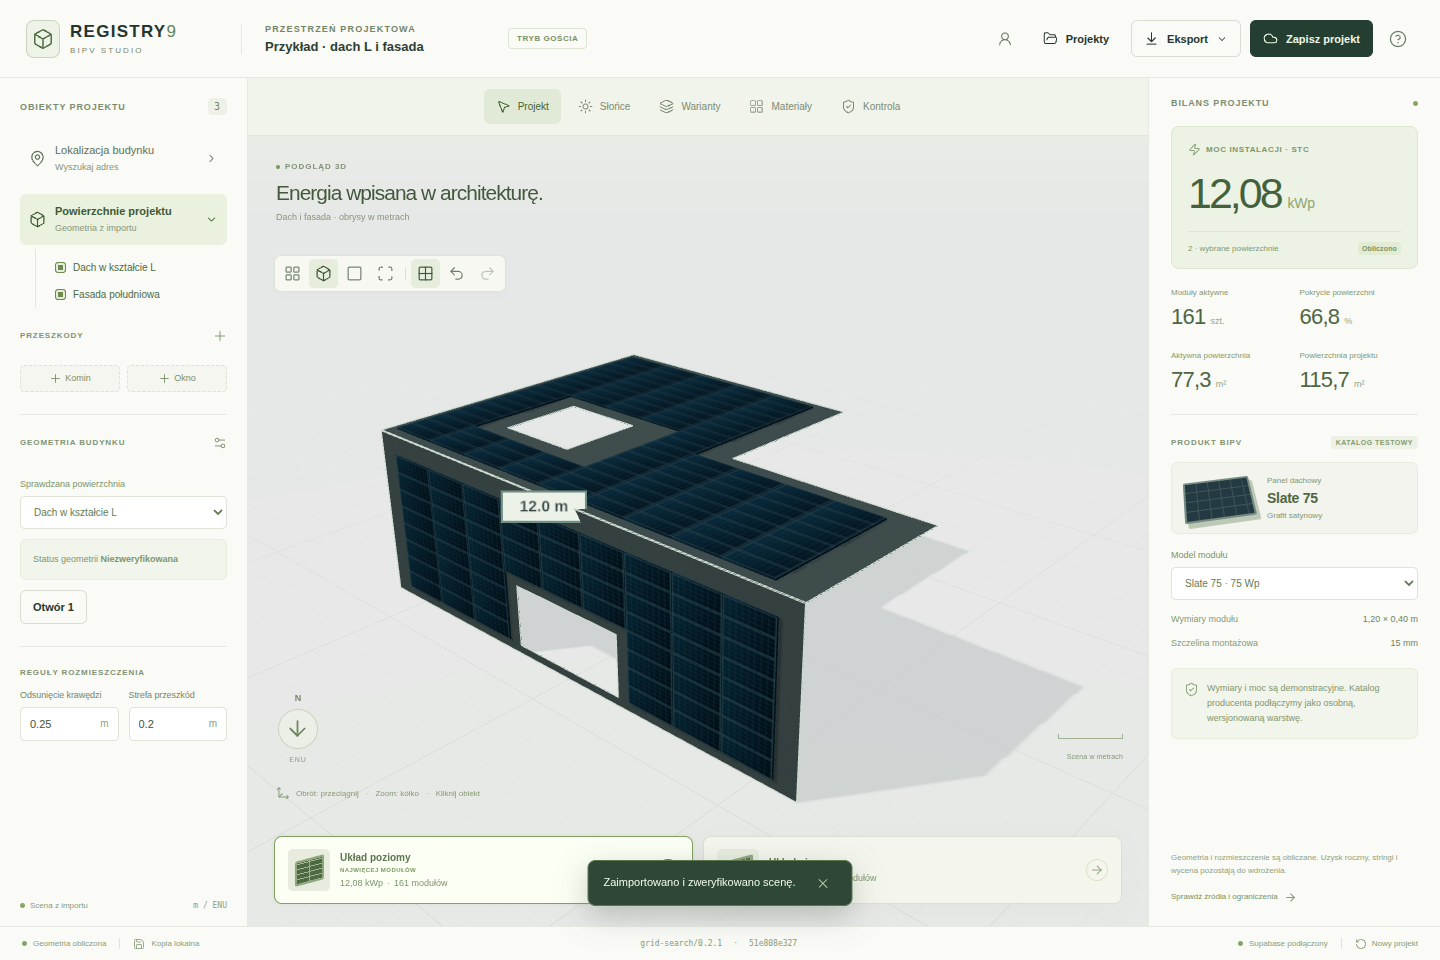 REGISTRY9
BIPV STUDIO
PRZESTRZEŃ PROJEKTOWA
Przykład · dach L i fasada
TRYB GOŚCIA
Projekty
Eksport
Zapisz projekt
OBIEKTY PROJEKTU
3
Lokalizacja budynku
Wyszukaj adres
Powierzchnie projektu
Geometria z importu
Dach w kształcie L
Fasada południowa
PRZESZKODY
Komin
Okno
GEOMETRIA BUDYNKU
Sprawdzana powierzchnia
Dach w kształcie L
Status geometrii Niezweryfikowana
Otwór 1
REGUŁY ROZMIESZCZENIA
Odsunięcie krawędzi
Strefa przeszkód
0.25 m
0.2 m
Scena z importu
m / ENU
Projekt
Słońce
Warianty
Materiały
Kontrola
PODGLĄD 3D
Energia wpisana w architekturę.
Dach i fasada · obrysy w metrach
12.0 m
N
ENU
Scena w metrach
Obrót: przeciągnij · Zoom: kółko · Kliknij obiekt
Układ poziomy
NAJWIĘCEJ MODUŁÓW
12,08 kWp · 161 modułów
Zaimportowano i zweryfikowano scenę.
BILANS PROJEKTU
MOC INSTALACJI · STC
12,08 kWp
2 · wybrane powierzchnie
Obliczono
Moduły aktywne
Pokrycie powierzchni
161 szt.
66,8 %
Aktywna powierzchnia
Powierzchnia projektu
77,3 m²
115,7 m²
PRODUKT BIPV
KATALOG TESTOWY
Panel dachowy
Slate 75
Grafit satynowy
Model modułu
Slate 75 · 75 Wp
Wymiary modułu
1,20 × 0,40 m
Szczelina montażowa
15 mm
Wymiary i moc są demonstracyjne. Katalog
producenta podłączymy jako osobną,
wersjonowaną warstwę.
Geometria i rozmieszczenie są obliczane. Uzysk roczny, stringi i
wycena pozostają do wdrożenia.
Sprawdź źródła i ograniczenia
Geometria obliczona
Kopia lokalna
grid-search/0.2.1 · 51e808e327
Supabase podłączony
Nowy projekt